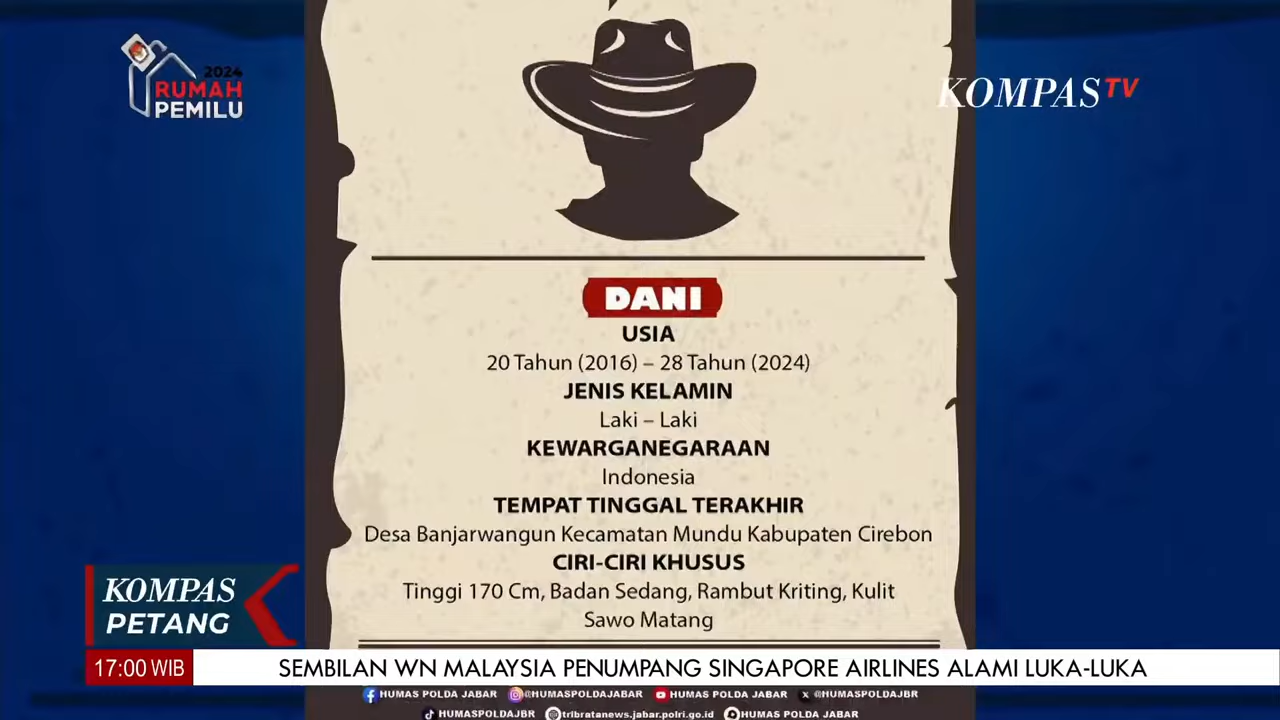 2024
RUMAH
PEMILU
KOMPAS TV
DANI
USIA
20 Tahun (2016) – 28 Tahun (2024)
JENIS KELAMIN
Laki – Laki
KEWARGANEGARAAN
Indonesia
TEMPAT TINGGAL TERAKHIR
Desa Banjarwangun Kecamatan Mundu Kabupaten Cirebon
CIRI-CIRI KHUSUS
Tinggi 170 Cm, Badan Sedang, Rambut Kriting, Kulit
Sawo Matang
KOMPAS
PETANG
17:00 WIB SEMBILAN WN MALAYSIA PENUMPANG SINGAPORE AIRLINES ALAMI LUKA-LUKA
HUMAS POLDA JABAR @HUMASPOLDAJABAR HUMAS POLDA JABAR X @HUMASPOLDAJBR
HUMASPOLDAJBR tribratanews.jabar.polri.go.id HUMAS POLDA JABAR